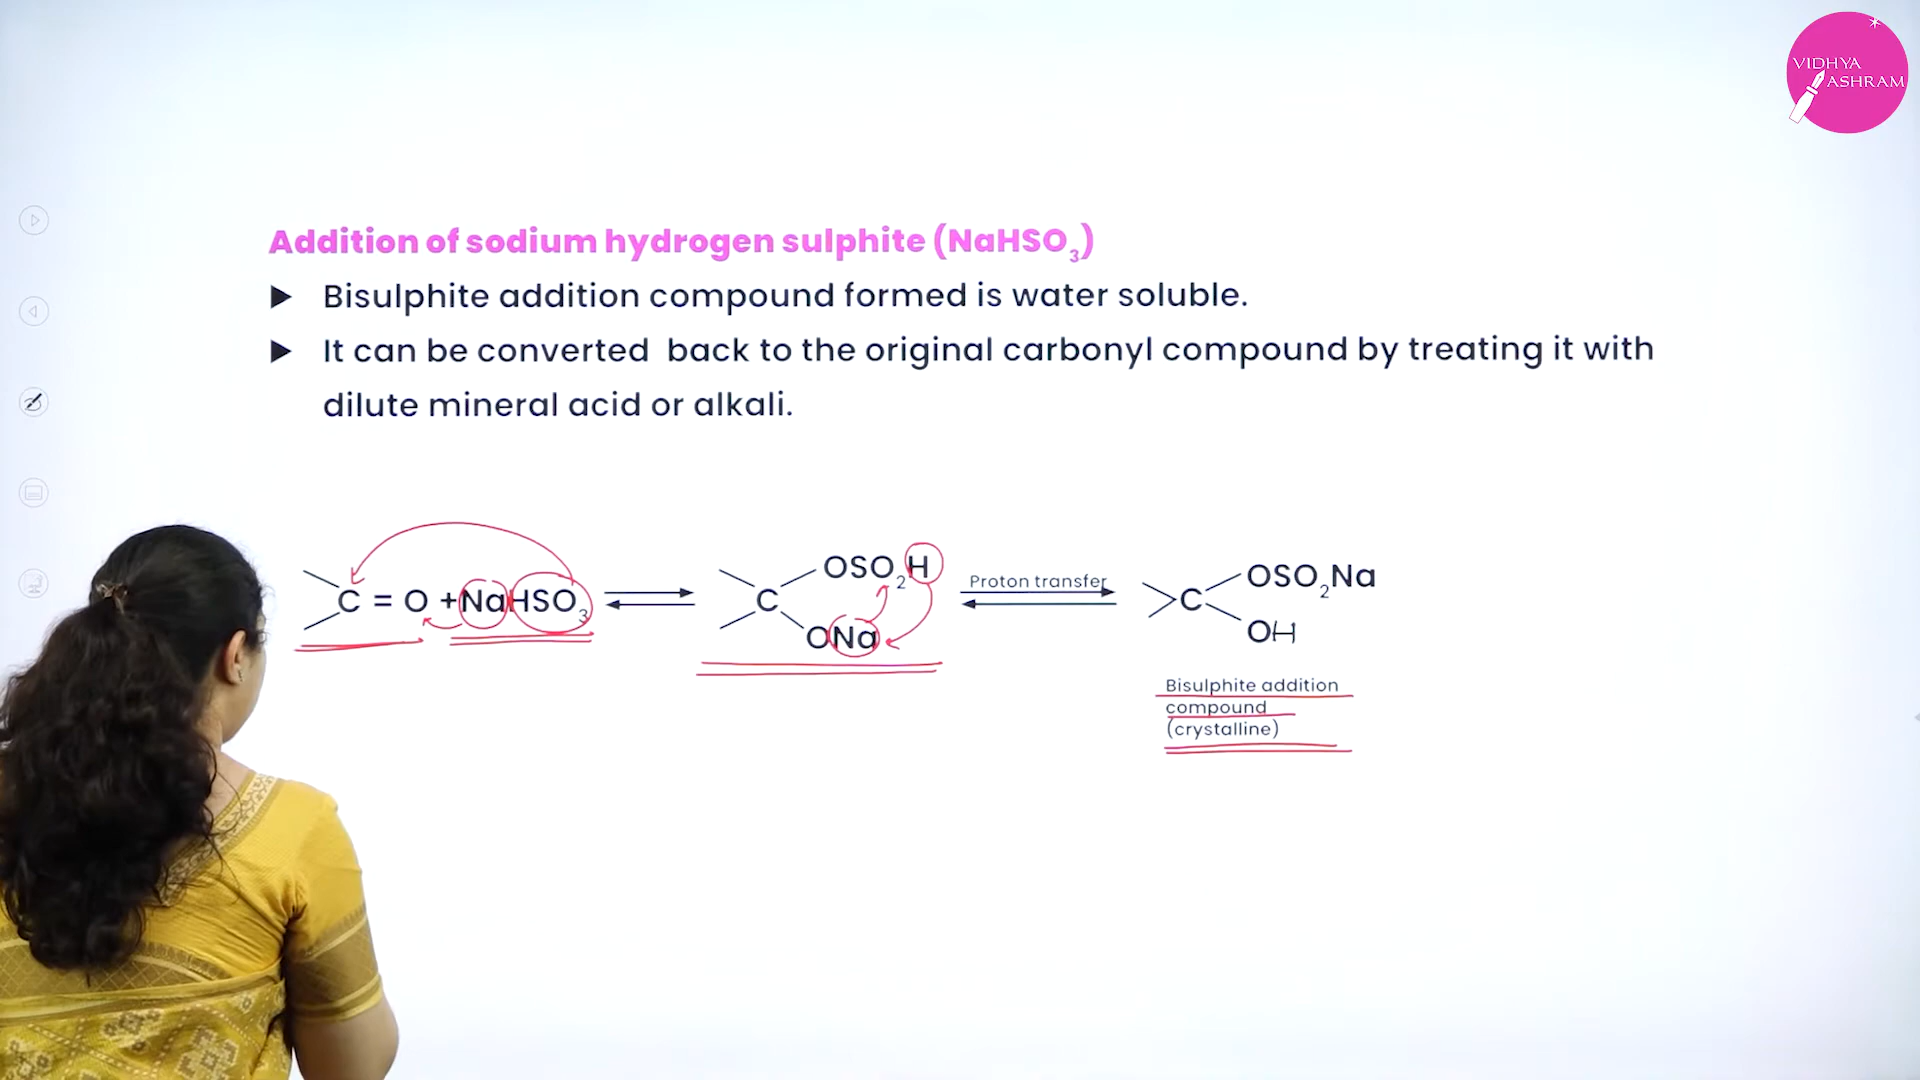 VIDHYA
ASHRAM
Addition of sodium hydrogen sulphite (NaHSO₃)
▶ Bisulphite addition compound formed is water soluble.
▶ It can be converted back to the original carbonyl compound by treating it with
dilute mineral acid or alkali.
C = O + NaHSO₃
OSO₂H
C
ONa
Proton transfer
OSO₂Na
C
OH
Bisulphite addition
compound
(crystalline)